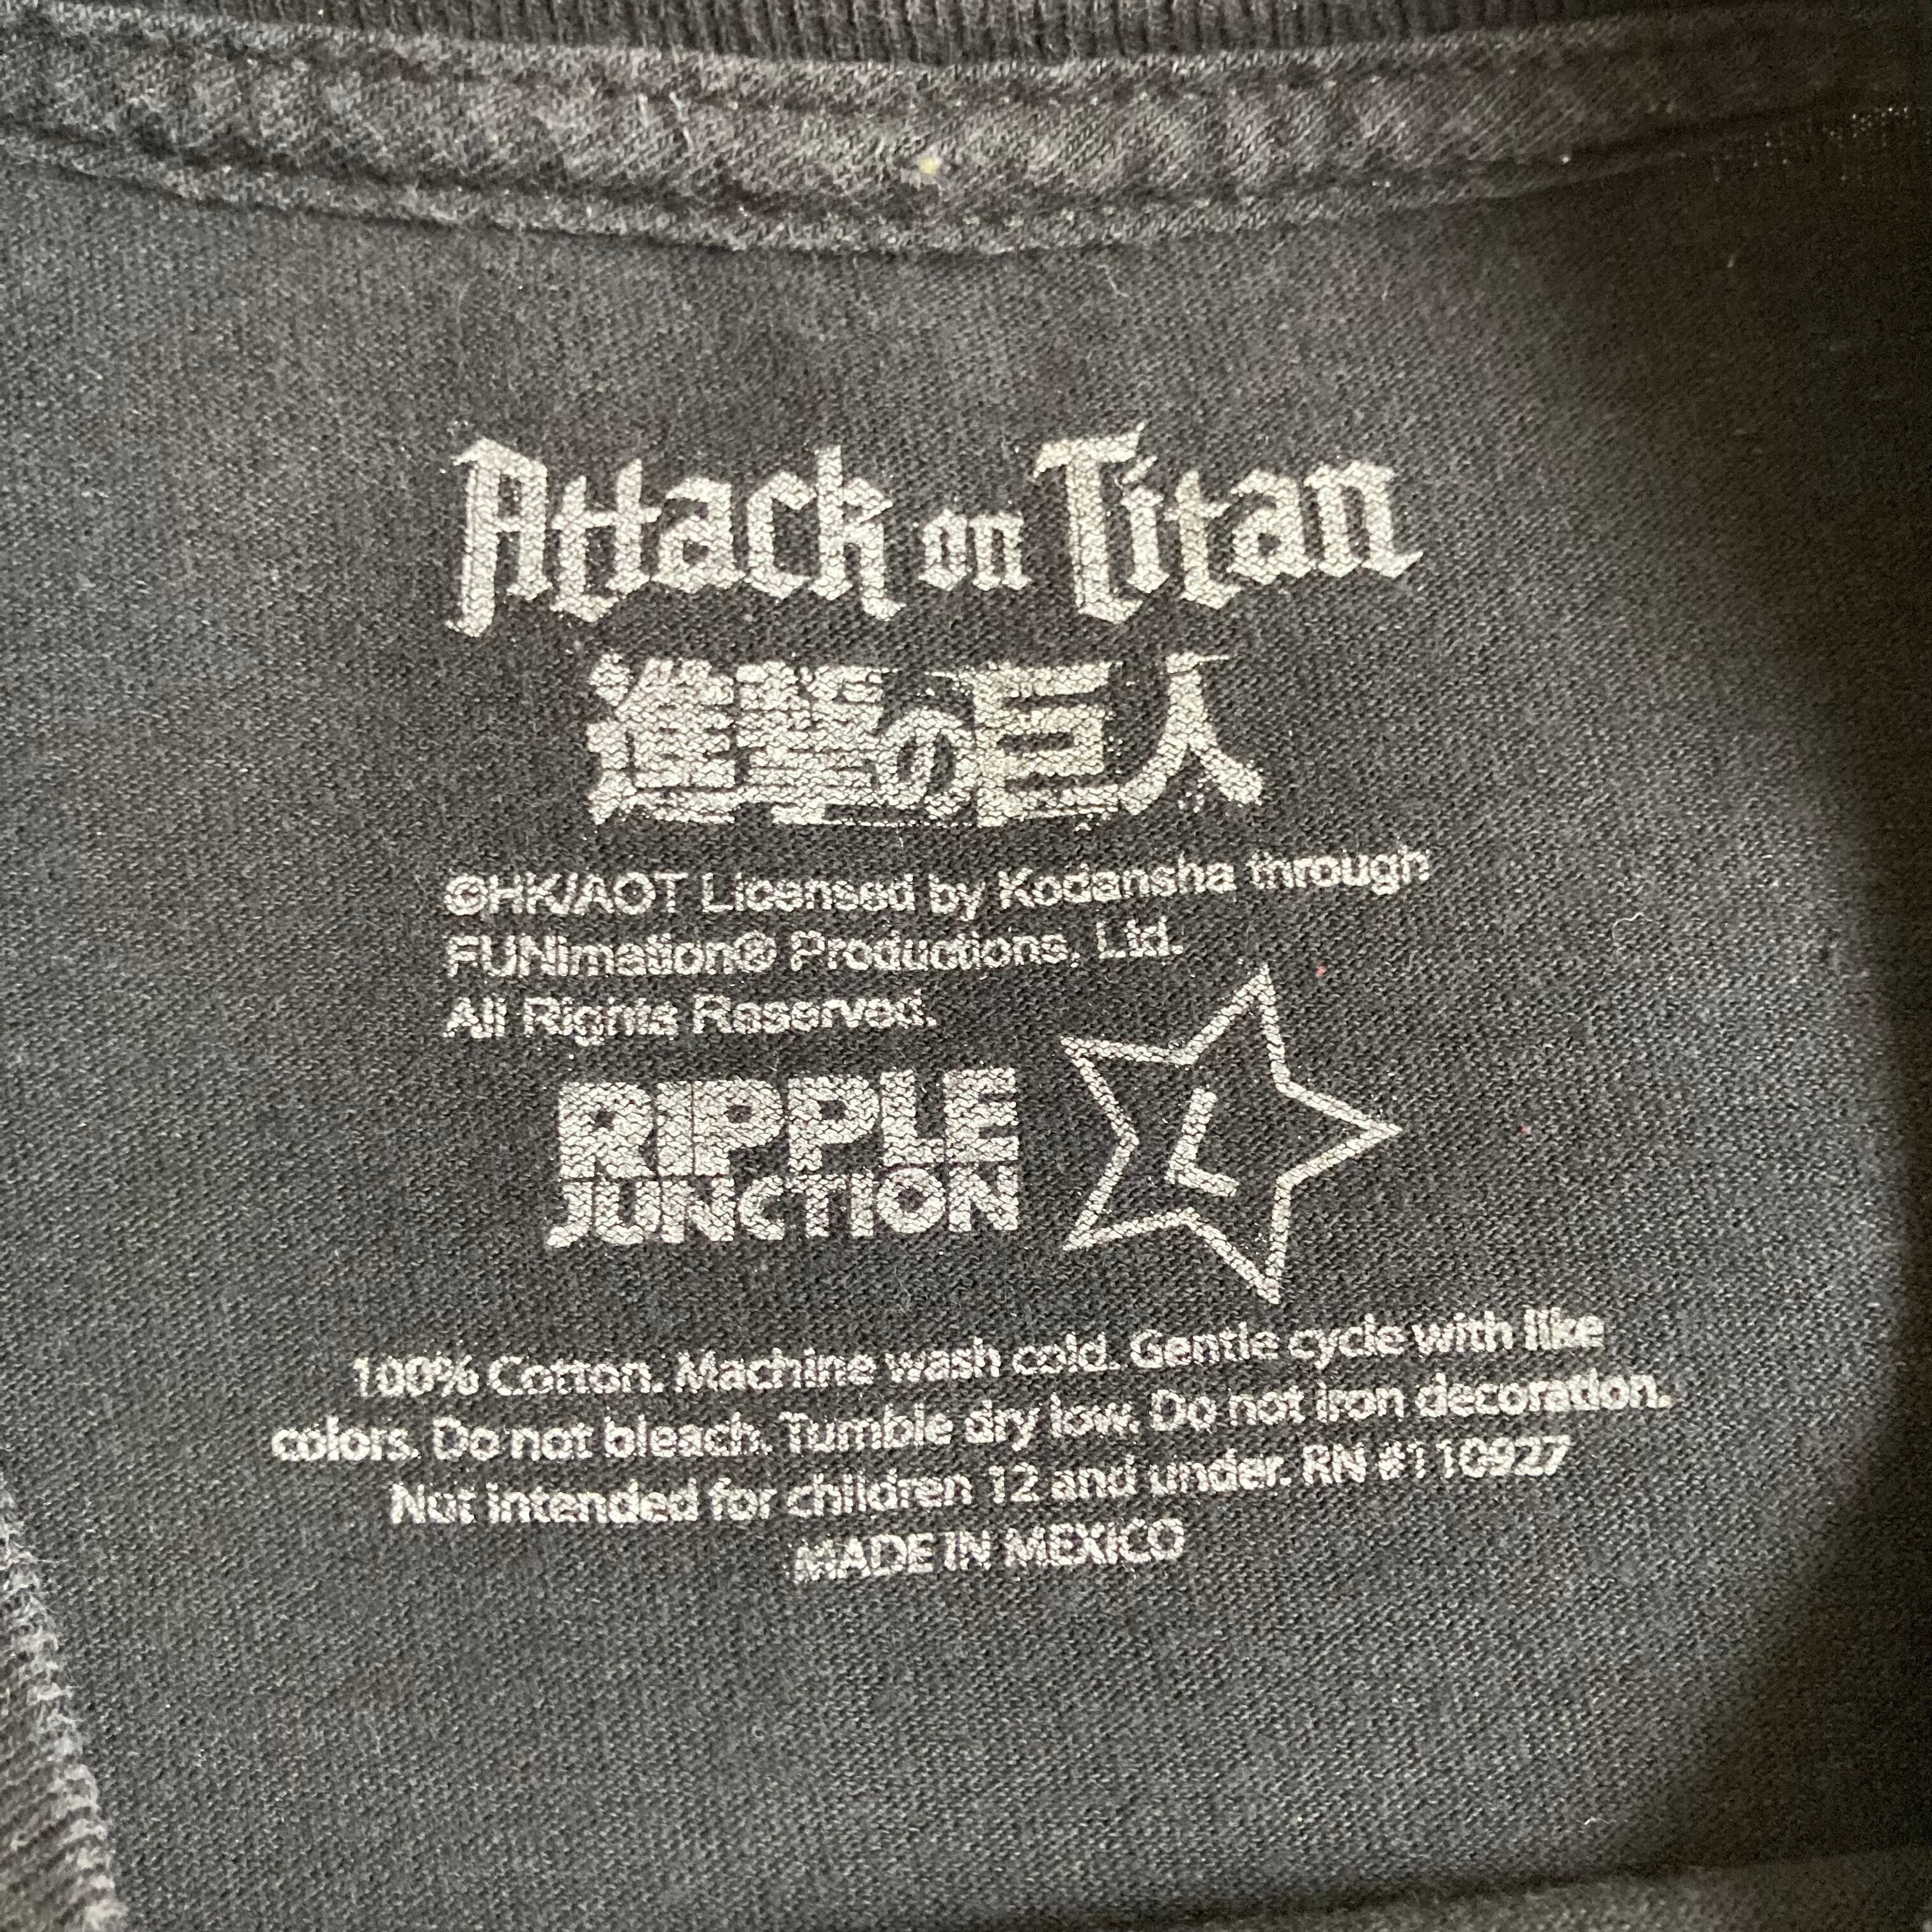 Attack on Titan
進撃の巨人
©HK/AOT Licensed by Kodansha through
FUNimation® Productions, Ltd.
All Rights Reserved.
RIPPLE
JUNCTION
L
100% Cotton. Machine wash cold. Gentle cycle with like
colors. Do not bleach. Tumble dry low. Do not iron decoration.
Not intended for children 12 and under. RN #110927
MADE IN MEXICO